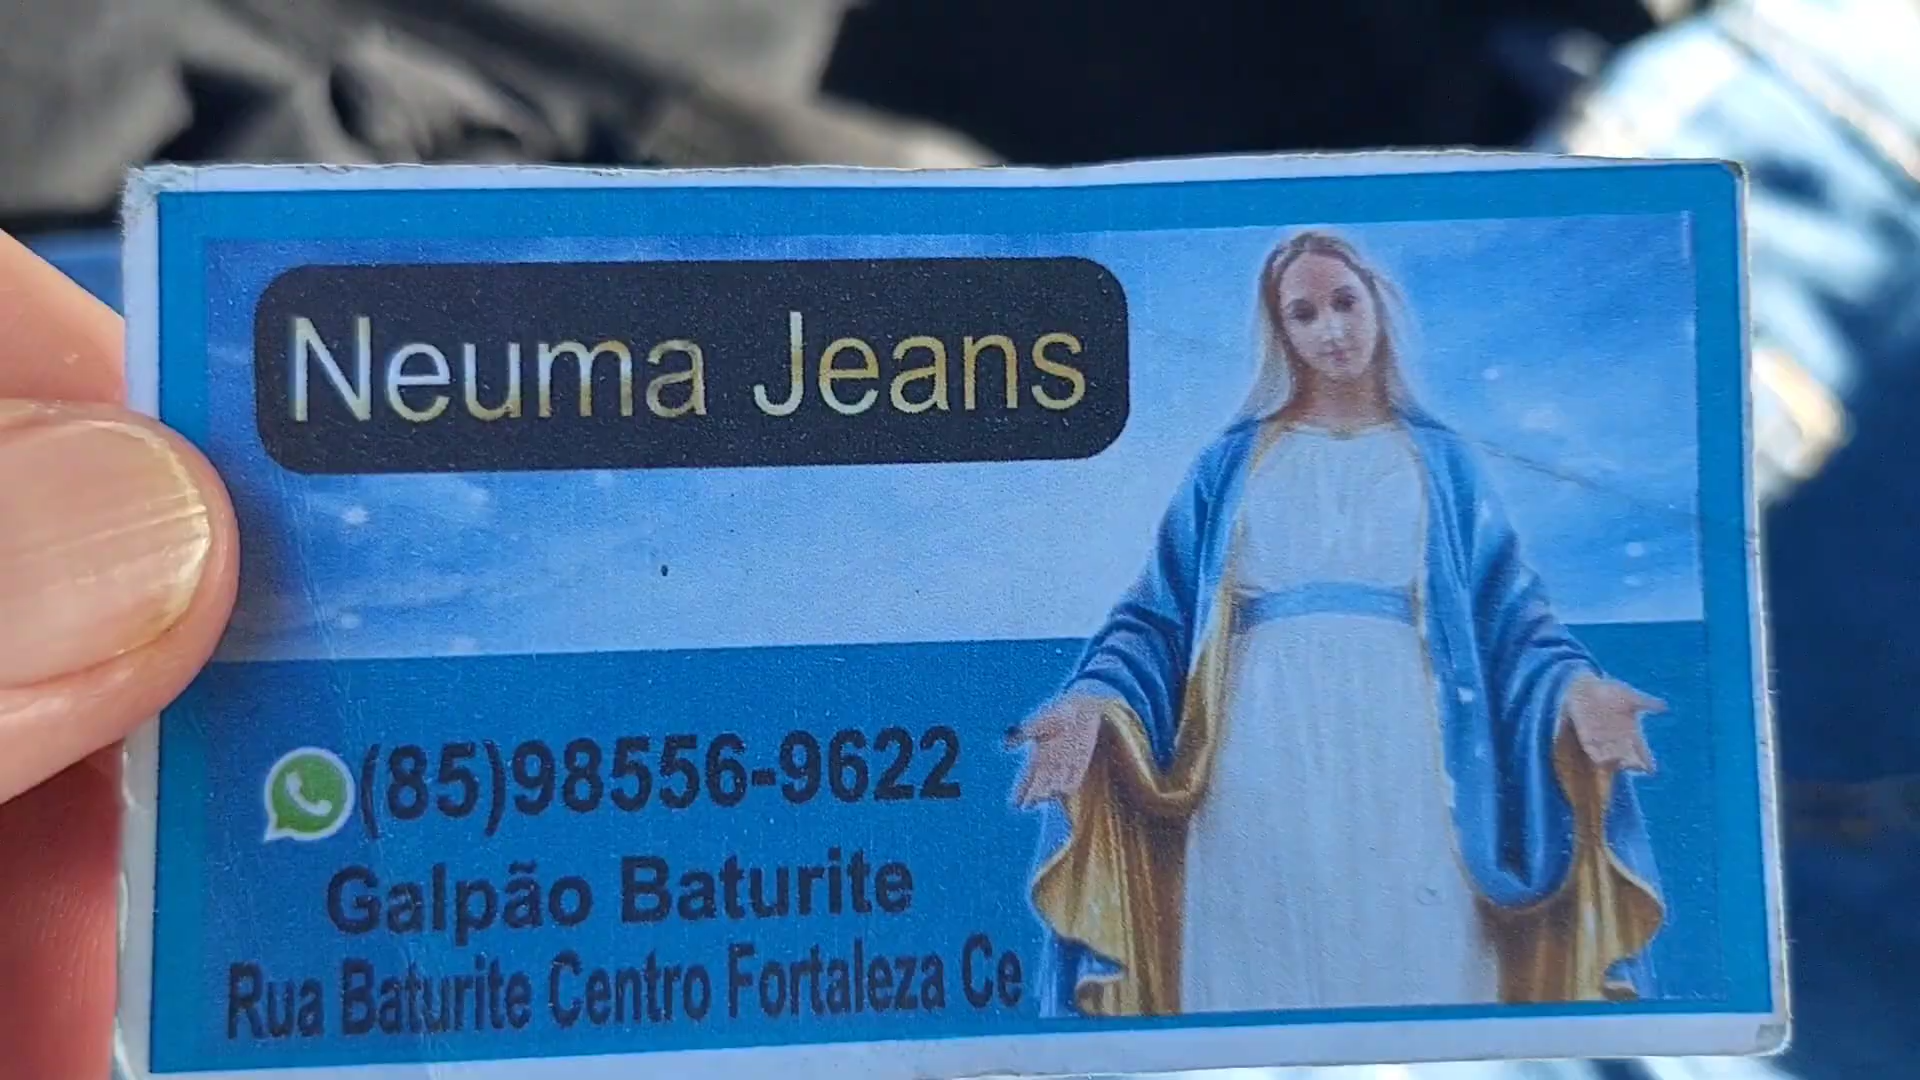 Neuma Jeans
(85)98556-9622
Galpão Baturite
Rua Baturite Centro Fortaleza Ce